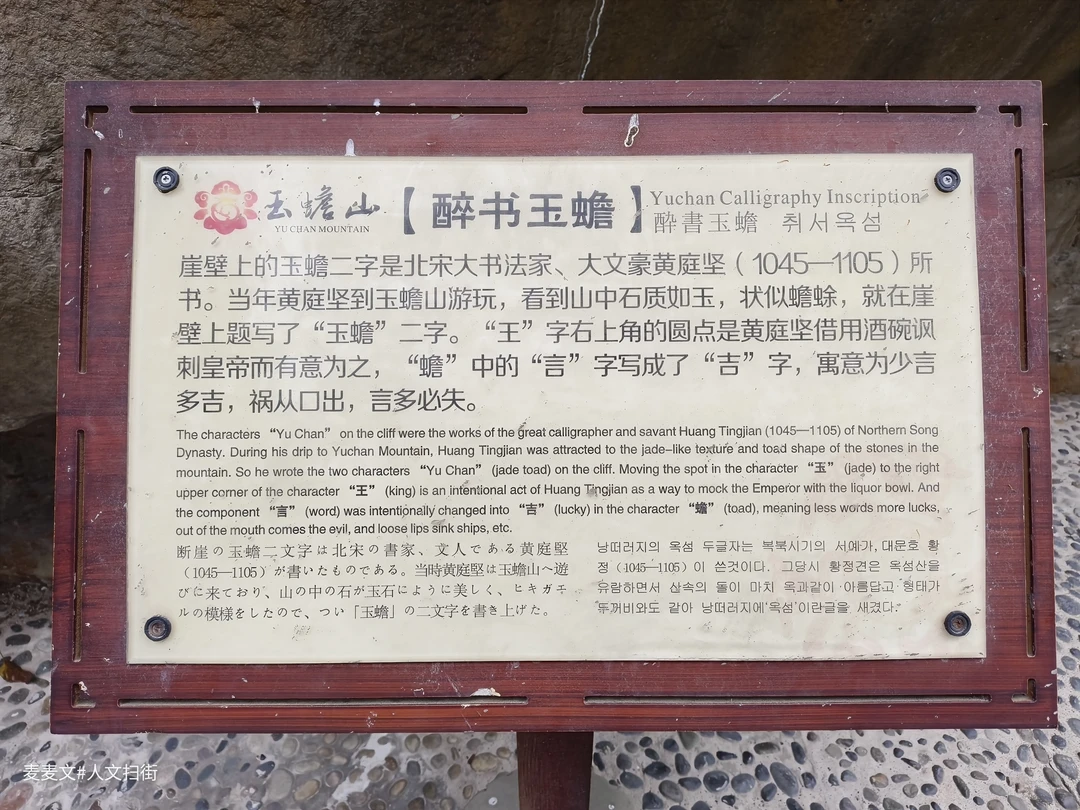 玉蟾山
YU CHAN MOUNTAIN
【醉书玉蟾】
Yuchan Calligraphy Inscription
酔書玉蟾 취서옥섬
崖壁上的玉蟾二字是北宋大书法家、大文豪黄庭坚（1045—1105）所
书。当年黄庭坚到玉蟾山游玩，看到山中石质如玉，状似蟾蜍，就在崖
壁上题写了“玉蟾”二字。“王”字右上角的圆点是黄庭坚借用酒碗讽
刺皇帝而有意为之，“蟾”中的“言”字写成了“吉”字，寓意为少言
多吉，祸从口出，言多必失。
The characters “Yu Chan” on the cliff were the works of the great calligrapher and savant Huang Tingjian (1045—1105) of Northern Song
Dynasty. During his drip to Yuchan Mountain, Huang Tingjian was attracted to the jade-like texture and toad shape of the stones in the
mountain. So he wrote the two characters “Yu Chan” (jade toad) on the cliff. Moving the spot in the character “玉” (jade) to the right
upper corner of the character “王” (king) is an intentional act of Huang Tingjian as a way to mock the Emperor with the liquor bowl. And
the component “言” (word) was intentionally changed into “吉” (lucky) in the character “蟾” (toad), meaning less words more lucks,
out of the mouth comes the evil, and loose lips sink ships, etc.
断崖の玉蟾二文字は北宋の書家、文人である黄庭堅
（1045—1105）が書いたものである。当時黄庭堅は玉蟾山へ遊
びに来ており、山の中の石が玉石にように美しく、ヒキガモ
ルの模様をしたので、つい「玉蟾」の二文字を書き上げた。
낭떠러지의 옥섬 두글자는 복북시기의 서예가, 대문호 황
정（1045—1105）이 쓴것이다. 그당시 황정견은 옥섬산을
유람하면서 산속의 돌이 마치 옥과같이 아름답고 형태가
두꺼비와도 같아 낭떠러지에‘옥섬’이란글을 새겼다.
麦麦文#人文扫街